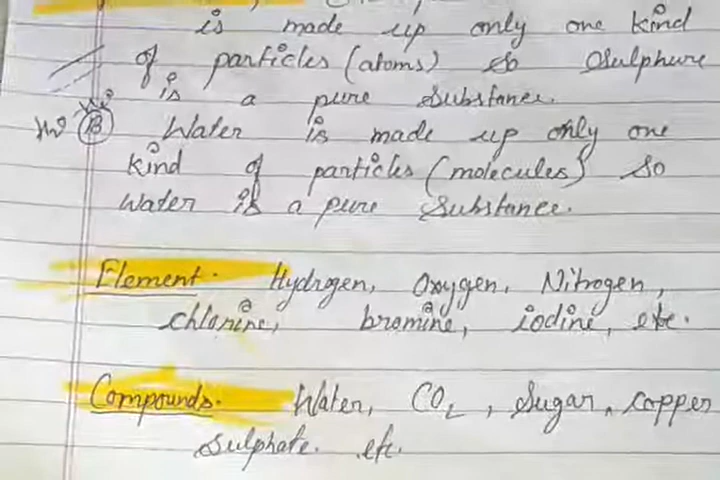 is made up only one kind
of particles (atoms) so Sulphure
is a pure substance.
B Water is made up only one
kind of particles (molecules) so
Water is a pure substance.
Element. Hydrogen, Oxygen, Nitrogen,
chlorine, bromine, iodine, etc.
Compounds. Water, CO2, Sugar, copper
sulphate. etc.